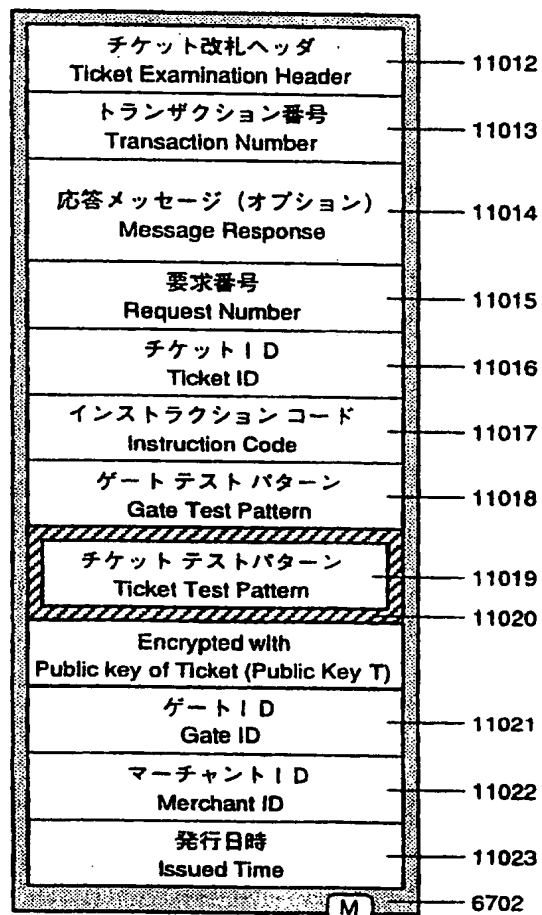 チケット改札ヘッダ
Ticket Examination Header
11012
トランザクション番号
Transaction Number
11013
応答メッセージ (オプション)
Message Response
11014
要求番号
Request Number
11015
チケットID
Ticket ID
11016
インストラクション コード
Instruction Code
11017
ゲート テスト パターン
Gate Test Pattern
11018
チケット テストパターン
Ticket Test Pattern
11019
11020
Encrypted with
Public key of Ticket (Public Key T)
ゲートID
Gate ID
11021
マーチャントID
Merchant ID
11022
発行日時
Issued Time
11023
M
6702